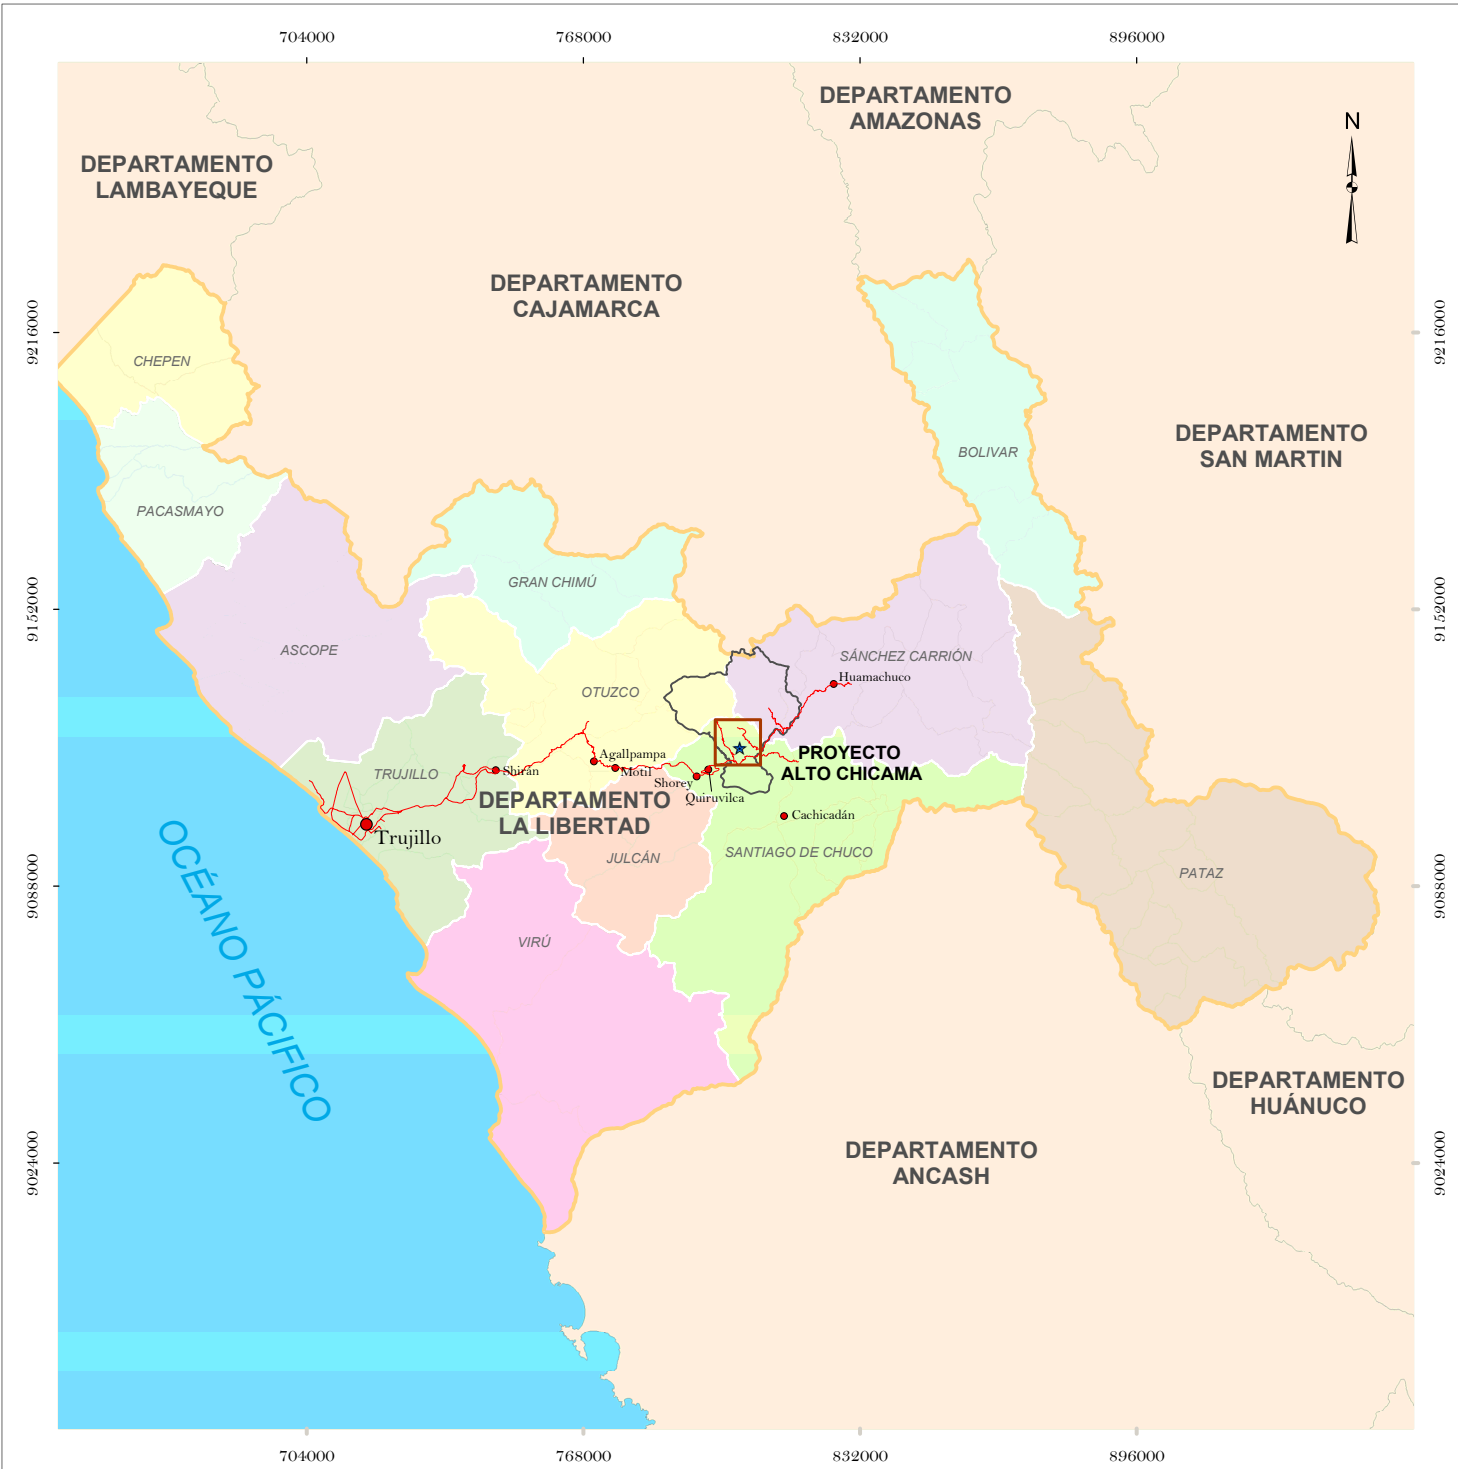 704000
768000
832000
896000
DEPARTAMENTO
AMAZONAS
N
DEPARTAMENTO
LAMBAYEQUE
DEPARTAMENTO
CAJAMARCA
9216000
9216000
CHEPEN
DEPARTAMENTO
SAN MARTIN
BOLIVAR
PACASMAYO
GRAN CHIMÚ
9152000
9152000
ASCOPE
SÁNCHEZ CARRIÓN
Huamachuco
OTUZCO
PROYECTO
ALTO CHICAMA
Agallpampa
Motil
Shirán
TRUJILLO
Shorey
Quiruvilca
DEPARTAMENTO
LA LIBERTAD
Cachicadán
Trujillo
JULCÁN
SANTIAGO DE CHUCO
PATAZ
9088000
9088000
VIRÚ
OCÉANO PÁCIFICO
DEPARTAMENTO
HUÁNUCO
DEPARTAMENTO
ANCASH
9024000
9024000
704000
768000
832000
896000